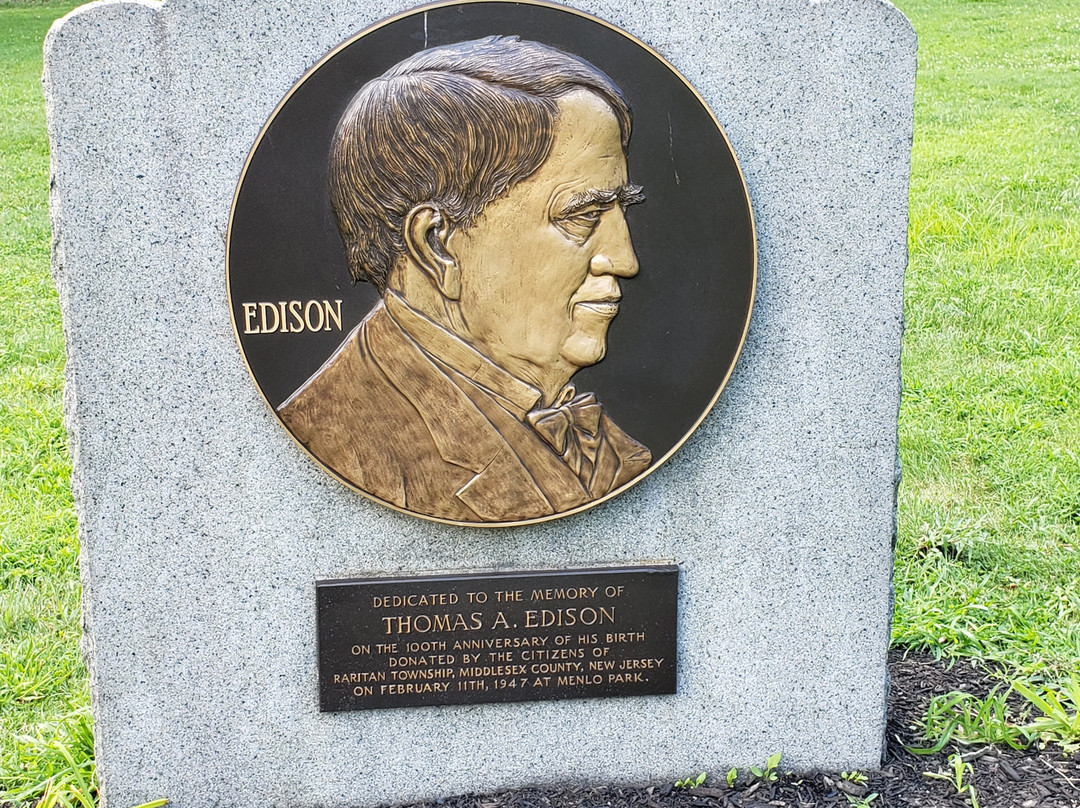 EDISON
DEDICATED TO THE MEMORY OF
THOMAS A. EDISON
ON THE 100TH ANNIVERSARY OF HIS BIRTH
DONATED BY THE CITIZENS OF
RARITAN TOWNSHIP, MIDDLESEX COUNTY, NEW JERSEY
ON FEBRUARY 11TH, 1947 AT MENLO PARK.